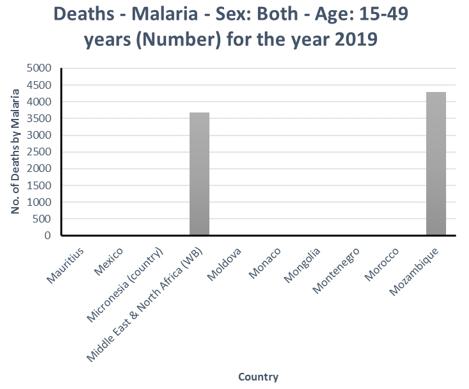 Deaths - Malaria - Sex: Both - Age: 15-49
years (Number) for the year 2019
No. of Deaths by Malaria
5000
4500
4000
3500
3000
2500
2000
1500
1000
500
0
Mauritius
Mexico
Micronesia (country)
Middle East & North Africa (WB)
Moldova
Monaco
Mongolia
Montenegro
Morocco
Mozambique
Country